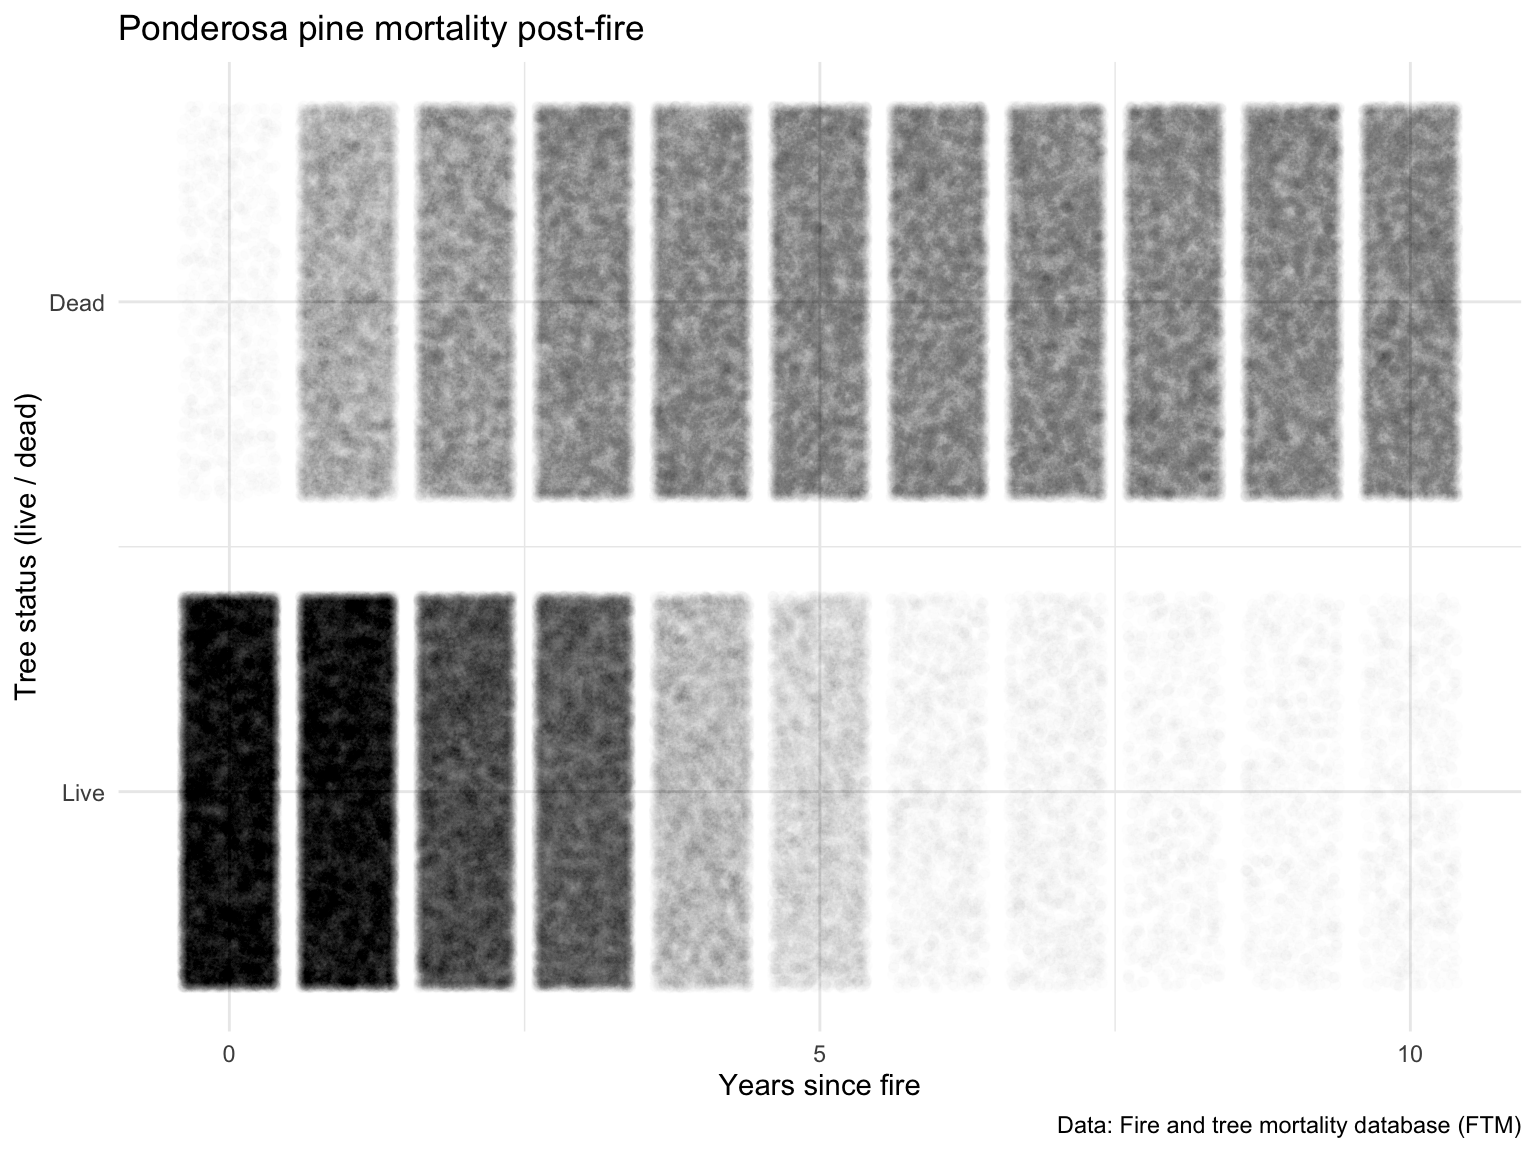 Ponderosa pine mortality post-fire
Tree status (live / dead)
Dead
Live
0 5 10
Years since fire
Data: Fire and tree mortality database (FTM)